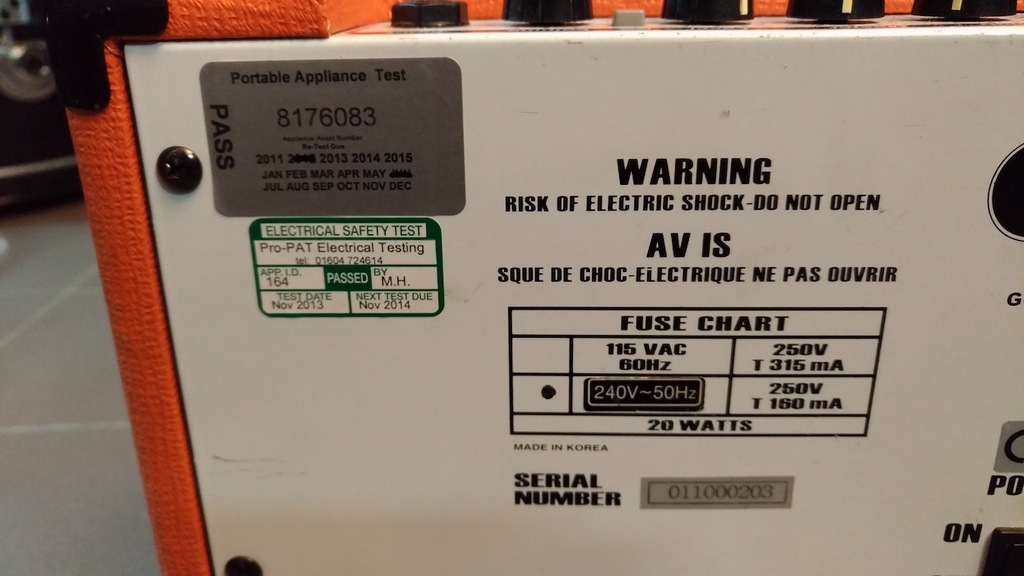 Portable Appliance Test
PASS
8176083
Appliance Asset Number
Re-Test Due
2011 2013 2014 2015
JAN FEB MAR APR MAY
JUL AUG SEP OCT NOV DEC
ELECTRICAL SAFETY TEST
Pro-PAT Electrical Testing
tel: 01604 724614
APP. I.D.
164
PASSED
BY
M.H.
TEST DATE
Nov 2013
NEXT TEST DUE
Nov 2014
WARNING
RISK OF ELECTRIC SHOCK-DO NOT OPEN
AV IS
SQUE DE CHOC-ELECTRIQUE NE PAS OUVRIR
FUSE CHART
115 VAC
60Hz
250V
T 315 mA
240V~50Hz
250V
T 160 mA
20 WATTS
MADE IN KOREA
SERIAL
NUMBER
011000203
G
PO
ON